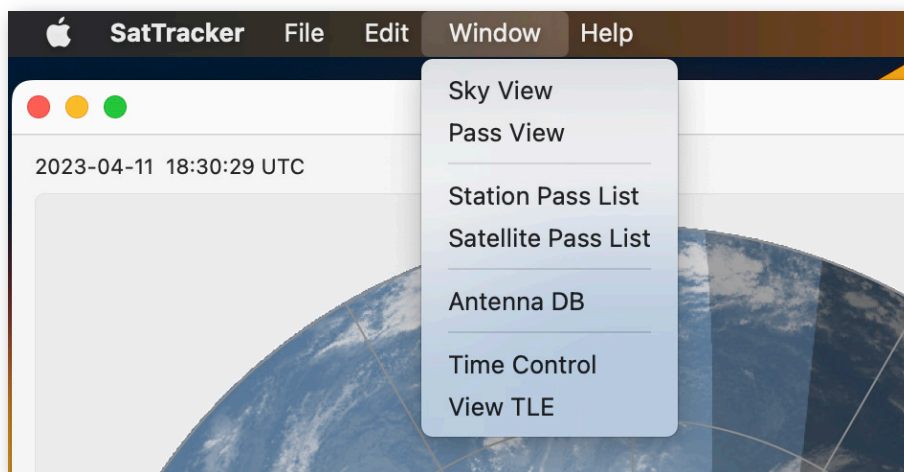 SatTracker File Edit Window Help
Sky View
Pass View
2023-04-11 18:30:29 UTC
Station Pass List
Satellite Pass List
Antenna DB
Time Control
View TLE